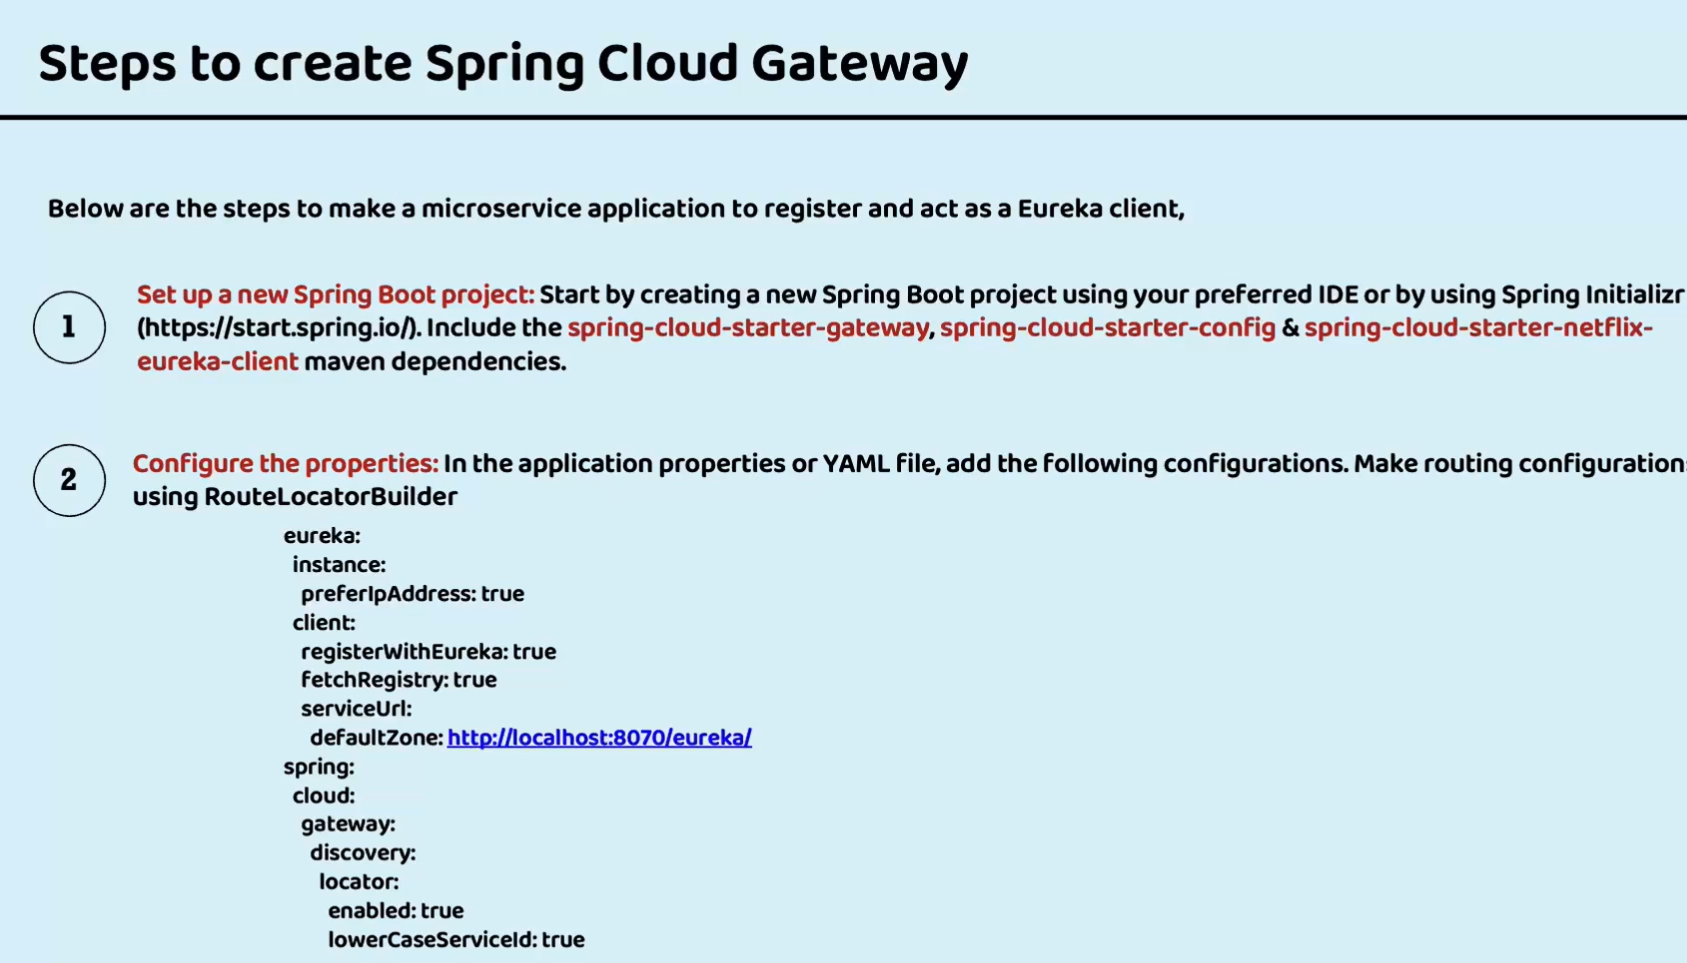 Steps to create Spring Cloud Gateway
Below are the steps to make a microservice application to register and act as a Eureka client,
1
Set up a new Spring Boot project: Start by creating a new Spring Boot project using your preferred IDE or by using Spring Initializr
(https://start.spring.io/). Include the spring-cloud-starter-gateway, spring-cloud-starter-config & spring-cloud-starter-netflix-
eureka-client maven dependencies.
2
Configure the properties: In the application properties or YAML file, add the following configurations. Make routing configurations
using RouteLocatorBuilder
eureka:
instance:
preferIpAddress: true
client:
registerWithEureka: true
fetchRegistry: true
serviceUrl:
defaultZone: http://localhost:8070/eureka/
spring:
cloud:
gateway:
discovery:
locator:
enabled: true
lowerCaseServiceId: true